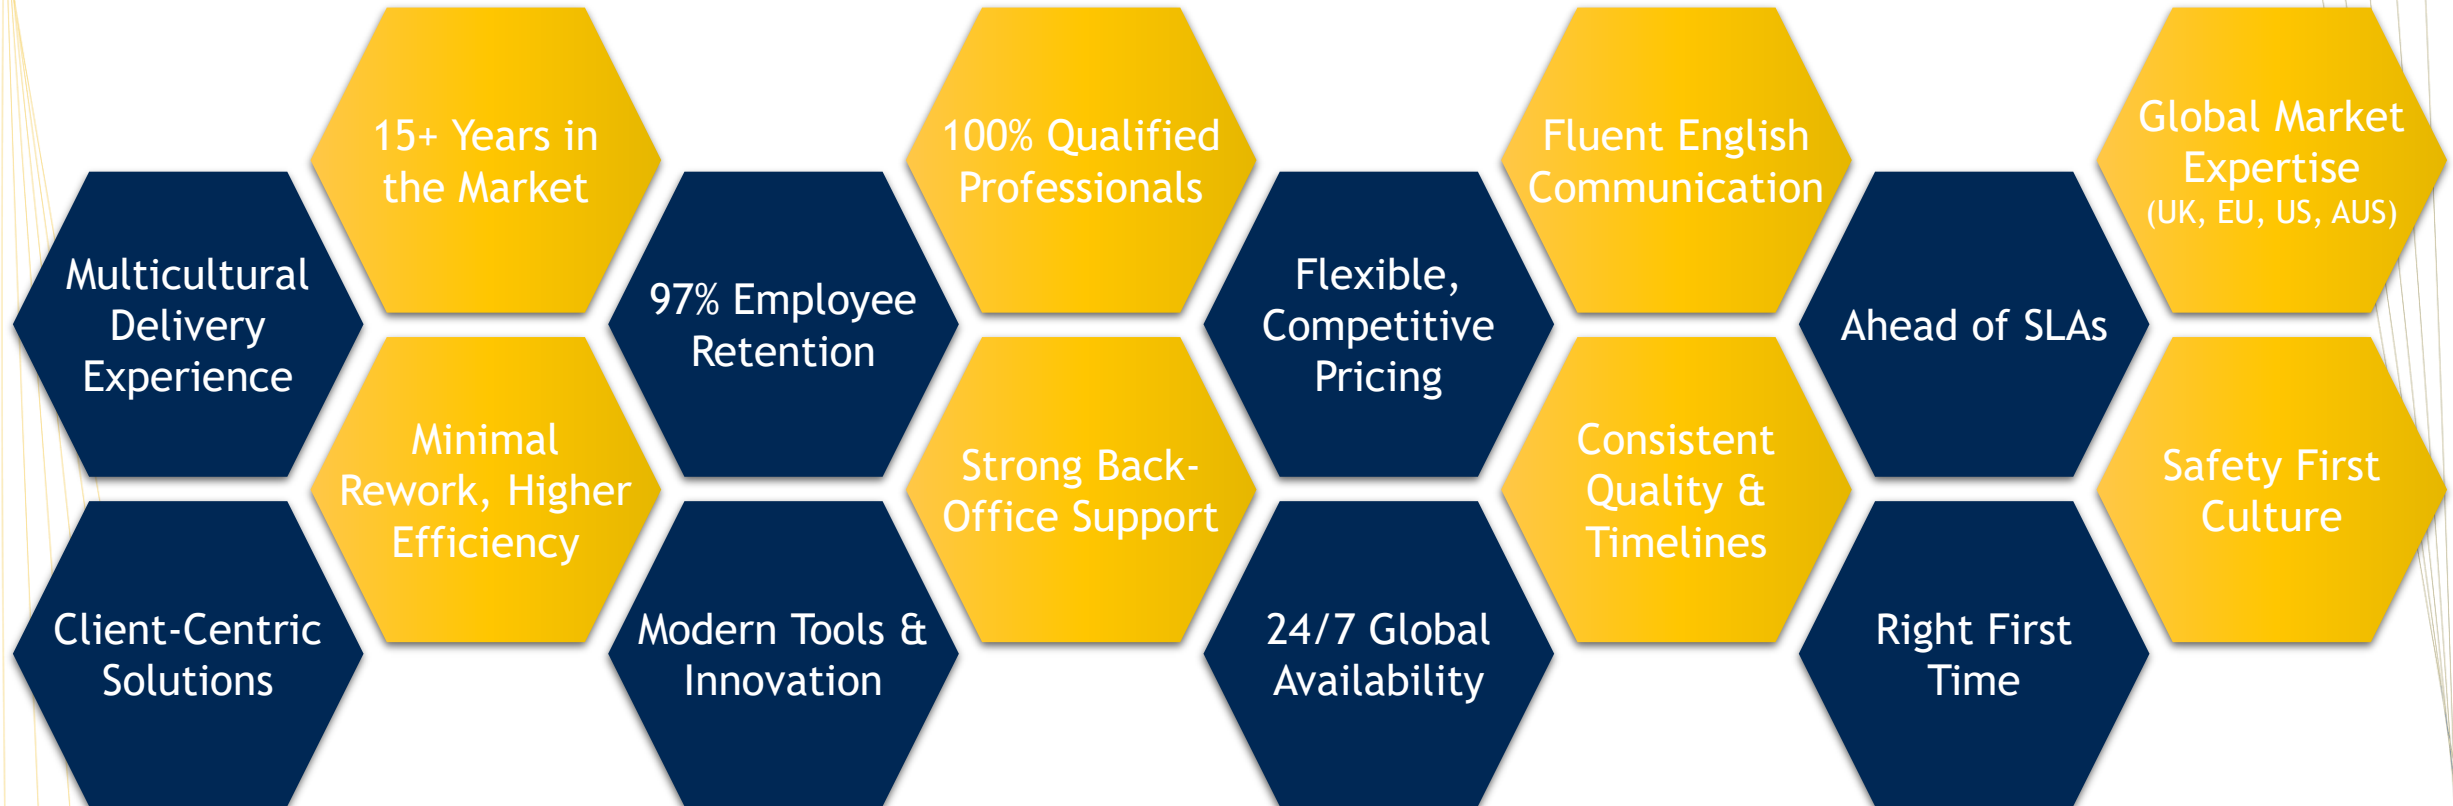 15+ Years in
the Market
100% Qualified
Professionals
Fluent English
Communication
Global Market
Expertise
(UK, EU, US, AUS)
Multicultural
Delivery
Experience
97% Employee
Retention
Flexible,
Competitive
Pricing
Ahead of SLAs
Minimal
Rework, Higher
Efficiency
Strong Back-
Office Support
Consistent
Quality &
Timelines
Safety First
Culture
Client-Centric
Solutions
Modern Tools &
Innovation
24/7 Global
Availability
Right First
Time